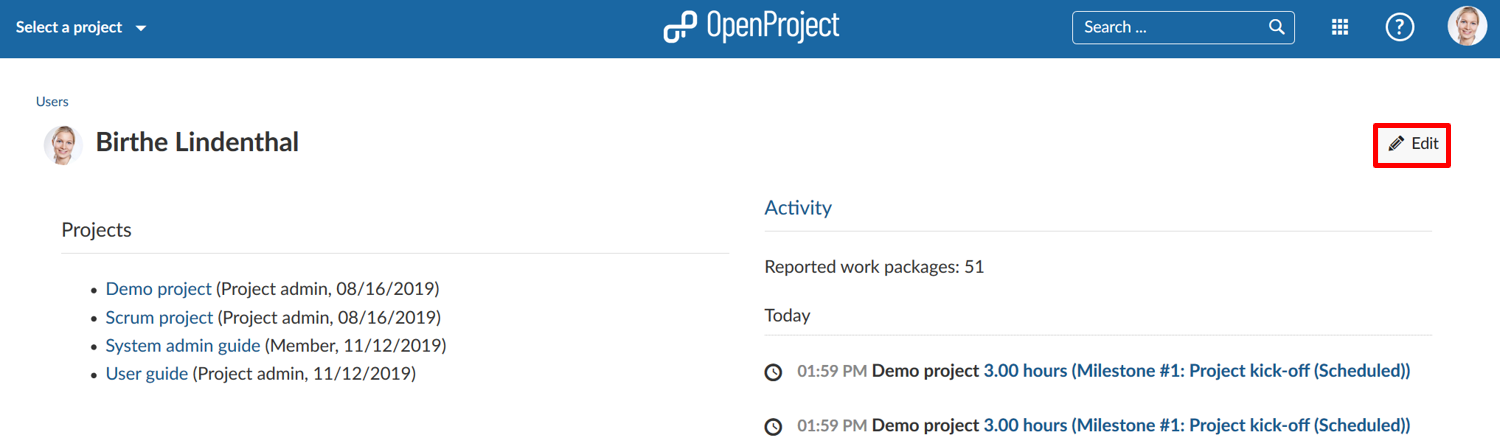 Select a project
OpenProject
Search ...
?
Users
Birthe Lindenthal
Edit
Projects
• Demo project (Project admin, 08/16/2019)
• Scrum project (Project admin, 08/16/2019)
• System admin guide (Member, 11/12/2019)
• User guide (Project admin, 11/12/2019)
Activity
Reported work packages: 51
Today
01:59 PM Demo project 3.00 hours (Milestone #1: Project kick-off (Scheduled))
01:59 PM Demo project 3.00 hours (Milestone #1: Project kick-off (Scheduled))